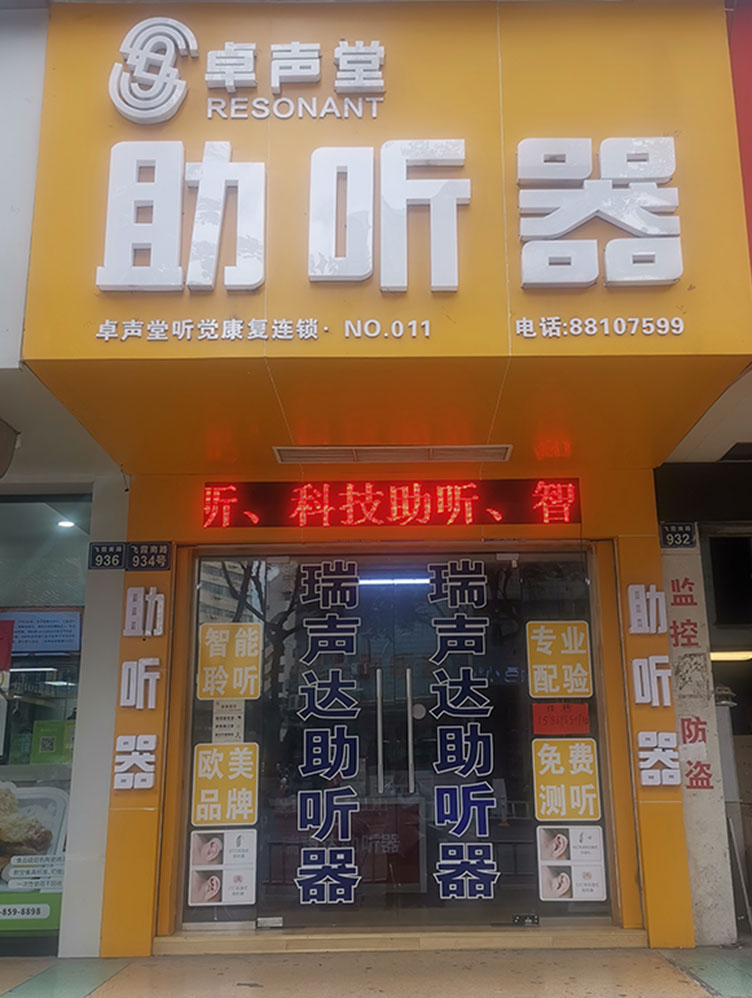 卓声堂
RESONANT
助听器
卓声堂听觉康复连锁· NO.011
电话:88107599
听、科技助听、智
飞霞南路
936
飞霞南路
934号
932
助听器
瑞声达助听器
瑞声达助听器
助听器
智能
聆听
专业
配验
欧美
品牌
免费
测听
监控防盗
-859-8898